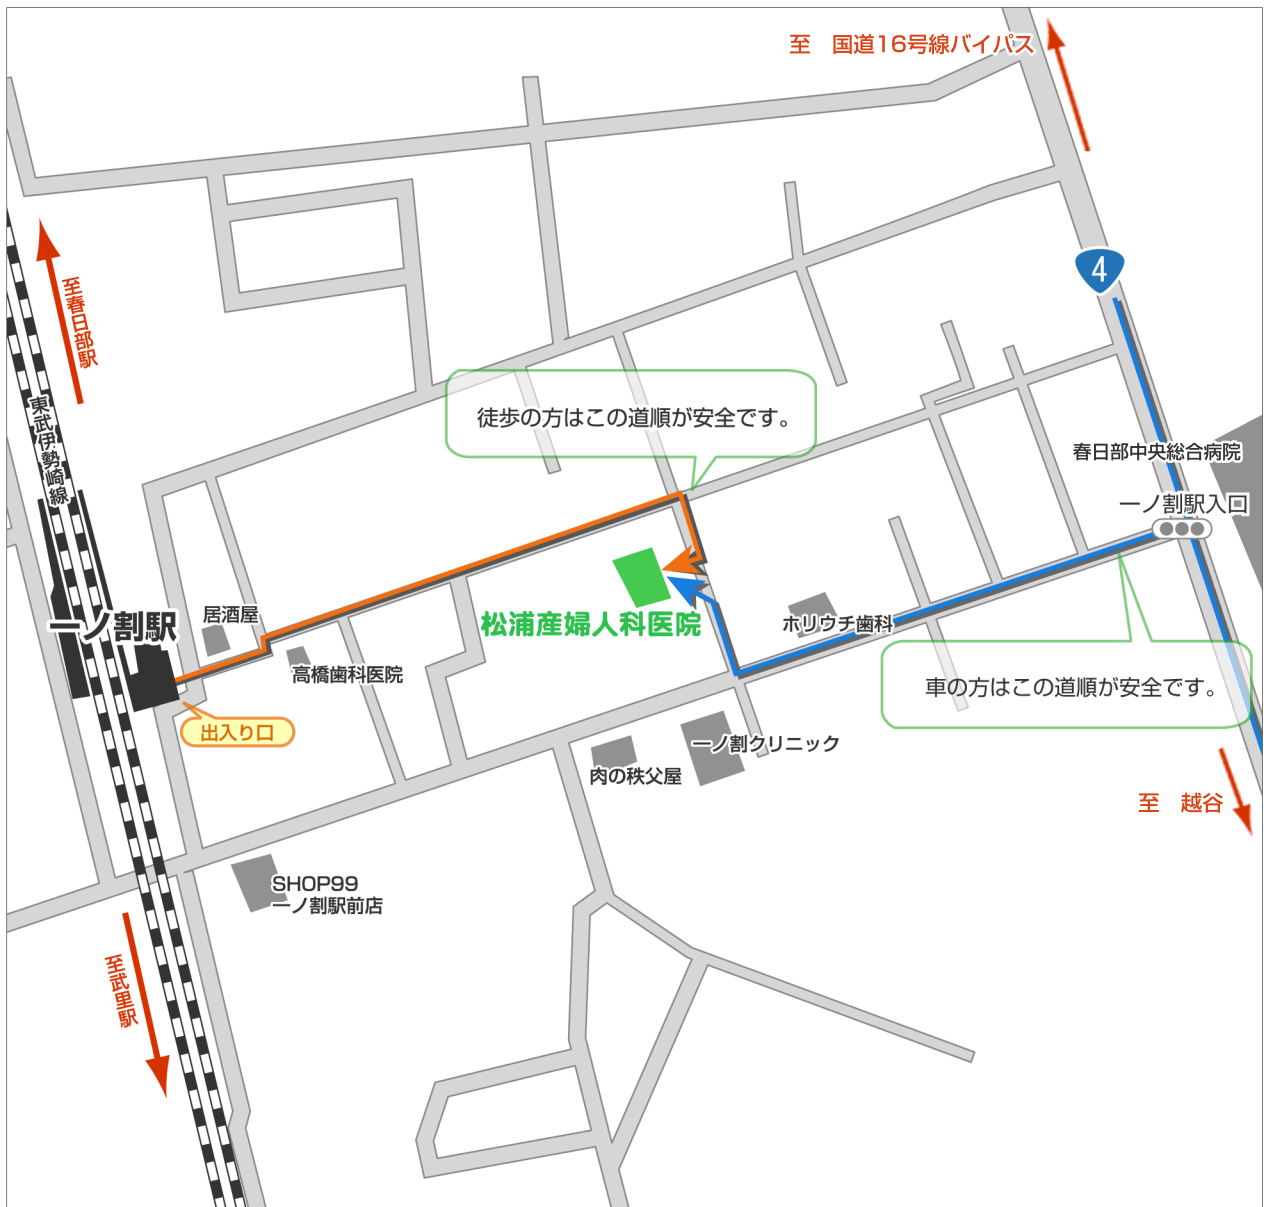 至　国道16号線バイパス
4
至春日部駅
東武伊勢崎線
徒歩の方はこの道順が安全です。
春日部中央総合病院
一ノ割駅入口
一ノ割駅
居酒屋
松浦産婦人科医院
ホリウチ歯科
高橋歯科医院
車の方はこの道順が安全です。
出入り口
一ノ割クリニック
肉の秩父屋
至　越谷
SHOP99
一ノ割駅前店
至武里駅